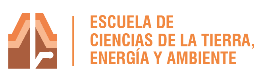 ESCUELA DE
CIENCIAS DE LA TIERRA,
ENERGÍA Y AMBIENTE